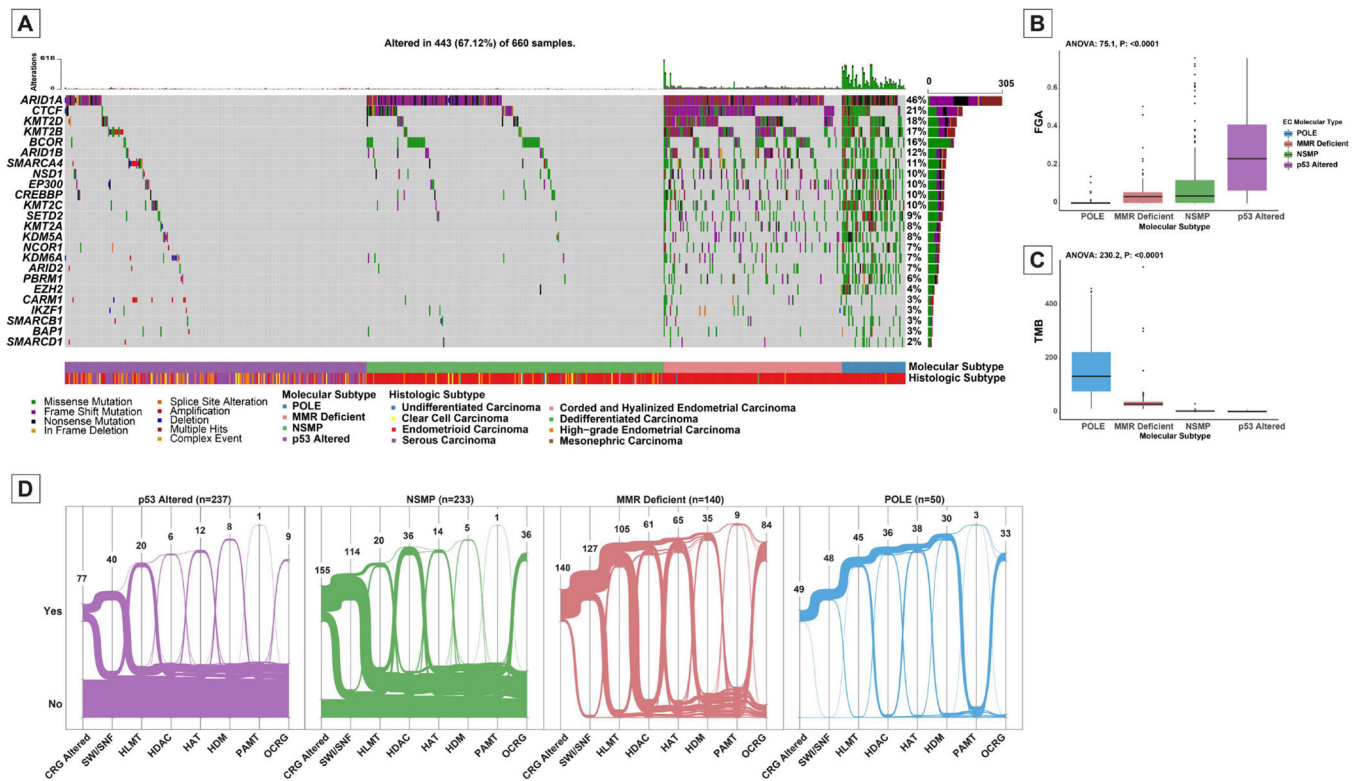 A
Altered in 443 (67.12%) of 660 samples.
618
Alterations
0
0 305
ARID1A 46%
CTCF 21%
KMT2D 18%
KMT2B 17%
BCOR 16%
ARID1B 12%
SMARCA4 11%
NSD1 10%
EP300 10%
CREBBP 10%
KMT2C 10%
SETD2 9%
KMT2A 8%
KDM5A 8%
NCOR1 7%
KDM6A 7%
ARID2 7%
PBRM1 6%
EZH2 4%
CARM1 3%
IKZF1 3%
SMARCB1 3%
BAP1 3%
SMARCD1 2%
Molecular Subtype
Histologic Subtype
Missense Mutation
Frame Shift Mutation
Nonsense Mutation
In Frame Deletion
Splice Site Alteration
Amplification
Deletion
Multiple Hits
Complex Event
Molecular Subtype
POLE
MMR Deficient
NSMP
p53 Altered
Histologic Subtype
Undifferentiated Carcinoma
Clear Cell Carcinoma
Endometrioid Carcinoma
Serous Carcinoma
Corded and Hyalinized Endometrial Carcinoma
Dedifferentiated Carcinoma
High-grade Endometrial Carcinoma
Mesonephric Carcinoma
B
ANOVA: 75.1, P: <0.0001
FGA
0.6
0.4
0.2
0
POLE MMR Deficient NSMP p53 Altered
Molecular Subtype
EC Molecular Type
POLE
MMR Deficient
NSMP
p53 Altered
C
ANOVA: 230.2, P: <0.0001
TMB
400
200
0
POLE MMR Deficient NSMP p53 Altered
Molecular Subtype
D
p53 Altered (n=237)
77 40 20 6 12 8 1 9
NSMP (n=233)
155 114 20 36 14 5 1 36
MMR Deficient (n=140)
140 127 105 61 65 35 9 84
POLE (n=50)
49 48 45 36 38 30 3 33
Yes
No
CRG Altered SWI/SNF HLMT HDAC HAT HDM PAMT OCRG
CRG Altered SWI/SNF HLMT HDAC HAT HDM PAMT OCRG
CRG Altered SWI/SNF HLMT HDAC HAT HDM PAMT OCRG
CRG Altered SWI/SNF HLMT HDAC HAT HDM PAMT OCRG